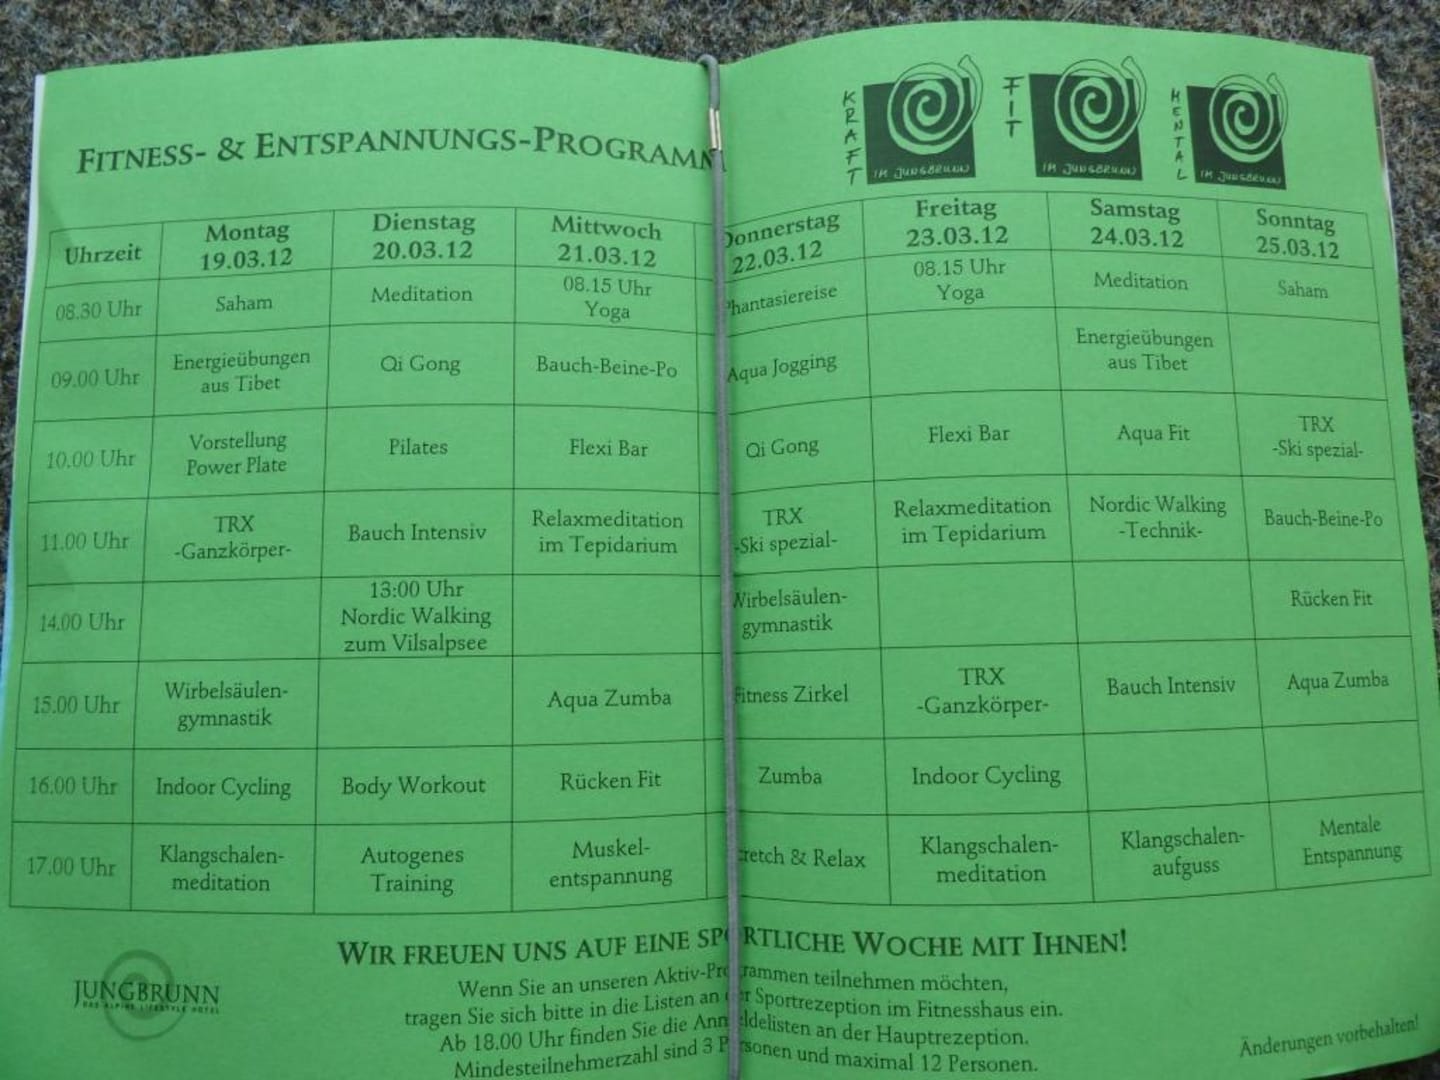 FITNESS- & ENTSPANNUNGS-PROGRAMM
KRAFT
IM JUNGBRUNN
FIT
IM JUNGBRUNN
MENTAL
IM JUNGBRUNN
Uhrzeit Montag 19.03.12 Dienstag 20.03.12 Mittwoch 21.03.12 Donnerstag 22.03.12 Freitag 23.03.12 Samstag 24.03.12 Sonntag 25.03.12
08.30 Uhr Saham Meditation 08.15 Uhr Yoga Phantasiereise 08.15 Uhr Yoga Meditation Saham
09.00 Uhr Energieübungen aus Tibet Qi Gong Bauch-Beine-Po Aqua Jogging Energieübungen aus Tibet
10.00 Uhr Vorstellung Power Plate Pilates Flexi Bar Qi Gong Flexi Bar Aqua Fit TRX -Ski spezial-
11.00 Uhr TRX -Ganzkörper- Bauch Intensiv Relaxmeditation im Tepidarium TRX -Ski spezial- Relaxmeditation im Tepidarium Nordic Walking -Technik- Bauch-Beine-Po
14.00 Uhr 13:00 Uhr Nordic Walking zum Vilsalpsee Wirbelsäulen- gymnastik Rücken Fit
15.00 Uhr Wirbelsäulen- gymnastik Aqua Zumba Fitness Zirkel TRX -Ganzkörper- Bauch Intensiv Aqua Zumba
16.00 Uhr Indoor Cycling Body Workout Rücken Fit Zumba Indoor Cycling
17.00 Uhr Klangschalen- meditation Autogenes Training Muskel- entspannung retch & Relax Klangschalen- meditation Klangschalen- aufguss Mentale Entspannung
WIR FREUEN UNS AUF EINE SPORTLICHE WOCHE MIT IHNEN!
Wenn Sie an unseren Aktiv-Programmen teilnehmen möchten,
tragen Sie sich bitte in die Listen an der Sportrezeption im Fitnesshaus ein.
Ab 18.00 Uhr finden Sie die Anmeldelisten an der Hauptrezeption.
Mindesteilnehmerzahl sind 3 Personen und maximal 12 Personen.
JUNGBRUNN
DAS ALPINE LIFESTYLE HOTEL
Änderungen vorbehalten!